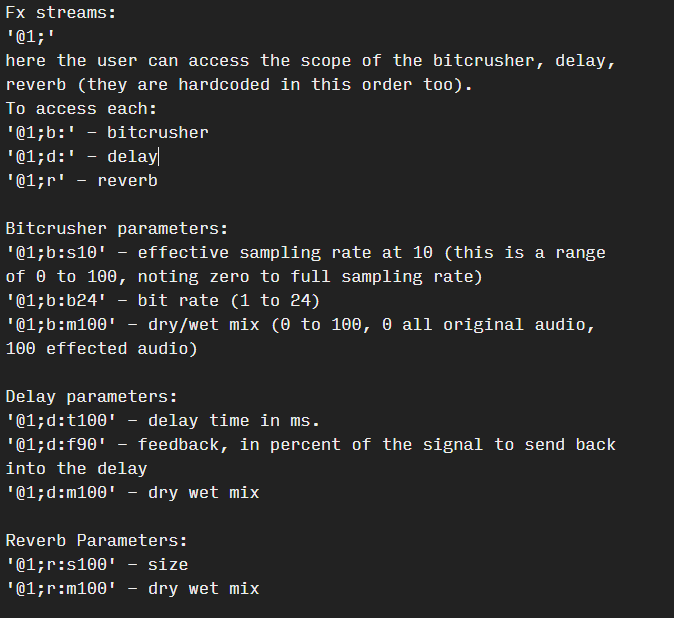 Fx streams:
'@1;'
here the user can access the scope of the bitcrusher, delay,
reverb (they are hardcoded in this order too).
To access each:
'@1;b:' – bitcrusher
'@1;d:' – delay
'@1;r' – reverb
Bitcrusher parameters:
'@1;b:s10' – effective sampling rate at 10 (this is a range
of 0 to 100, noting zero to full sampling rate)
'@1;b:b24' – bit rate (1 to 24)
'@1;b:m100' – dry/wet mix (0 to 100, 0 all original audio,
100 effected audio)
Delay parameters:
'@1;d:t100' – delay time in ms.
'@1;d:f90' – feedback, in percent of the signal to send back
into the delay
'@1;d:m100' – dry wet mix
Reverb Parameters:
'@1;r:s100' – size
'@1;r:m100' – dry wet mix